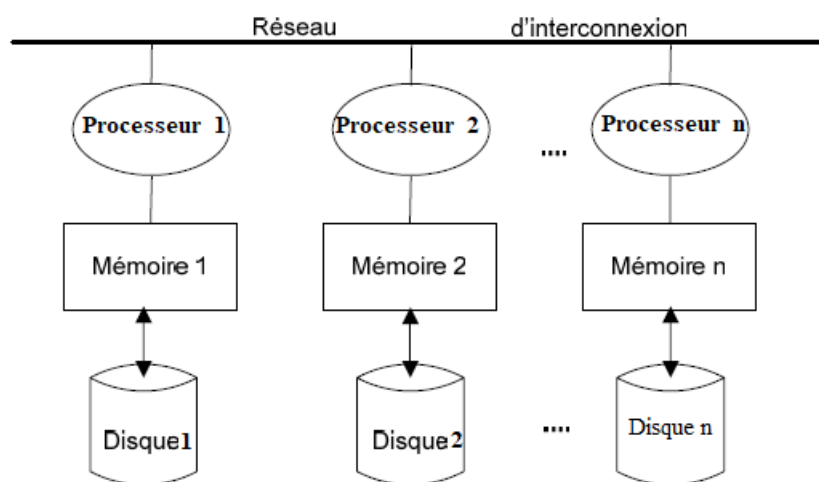 Réseau d'interconnexion
Processeur 1 Processeur 2 .... Processeur n
Mémoire 1 Mémoire 2 Mémoire n
Disque1 Disque2 .... Disque n